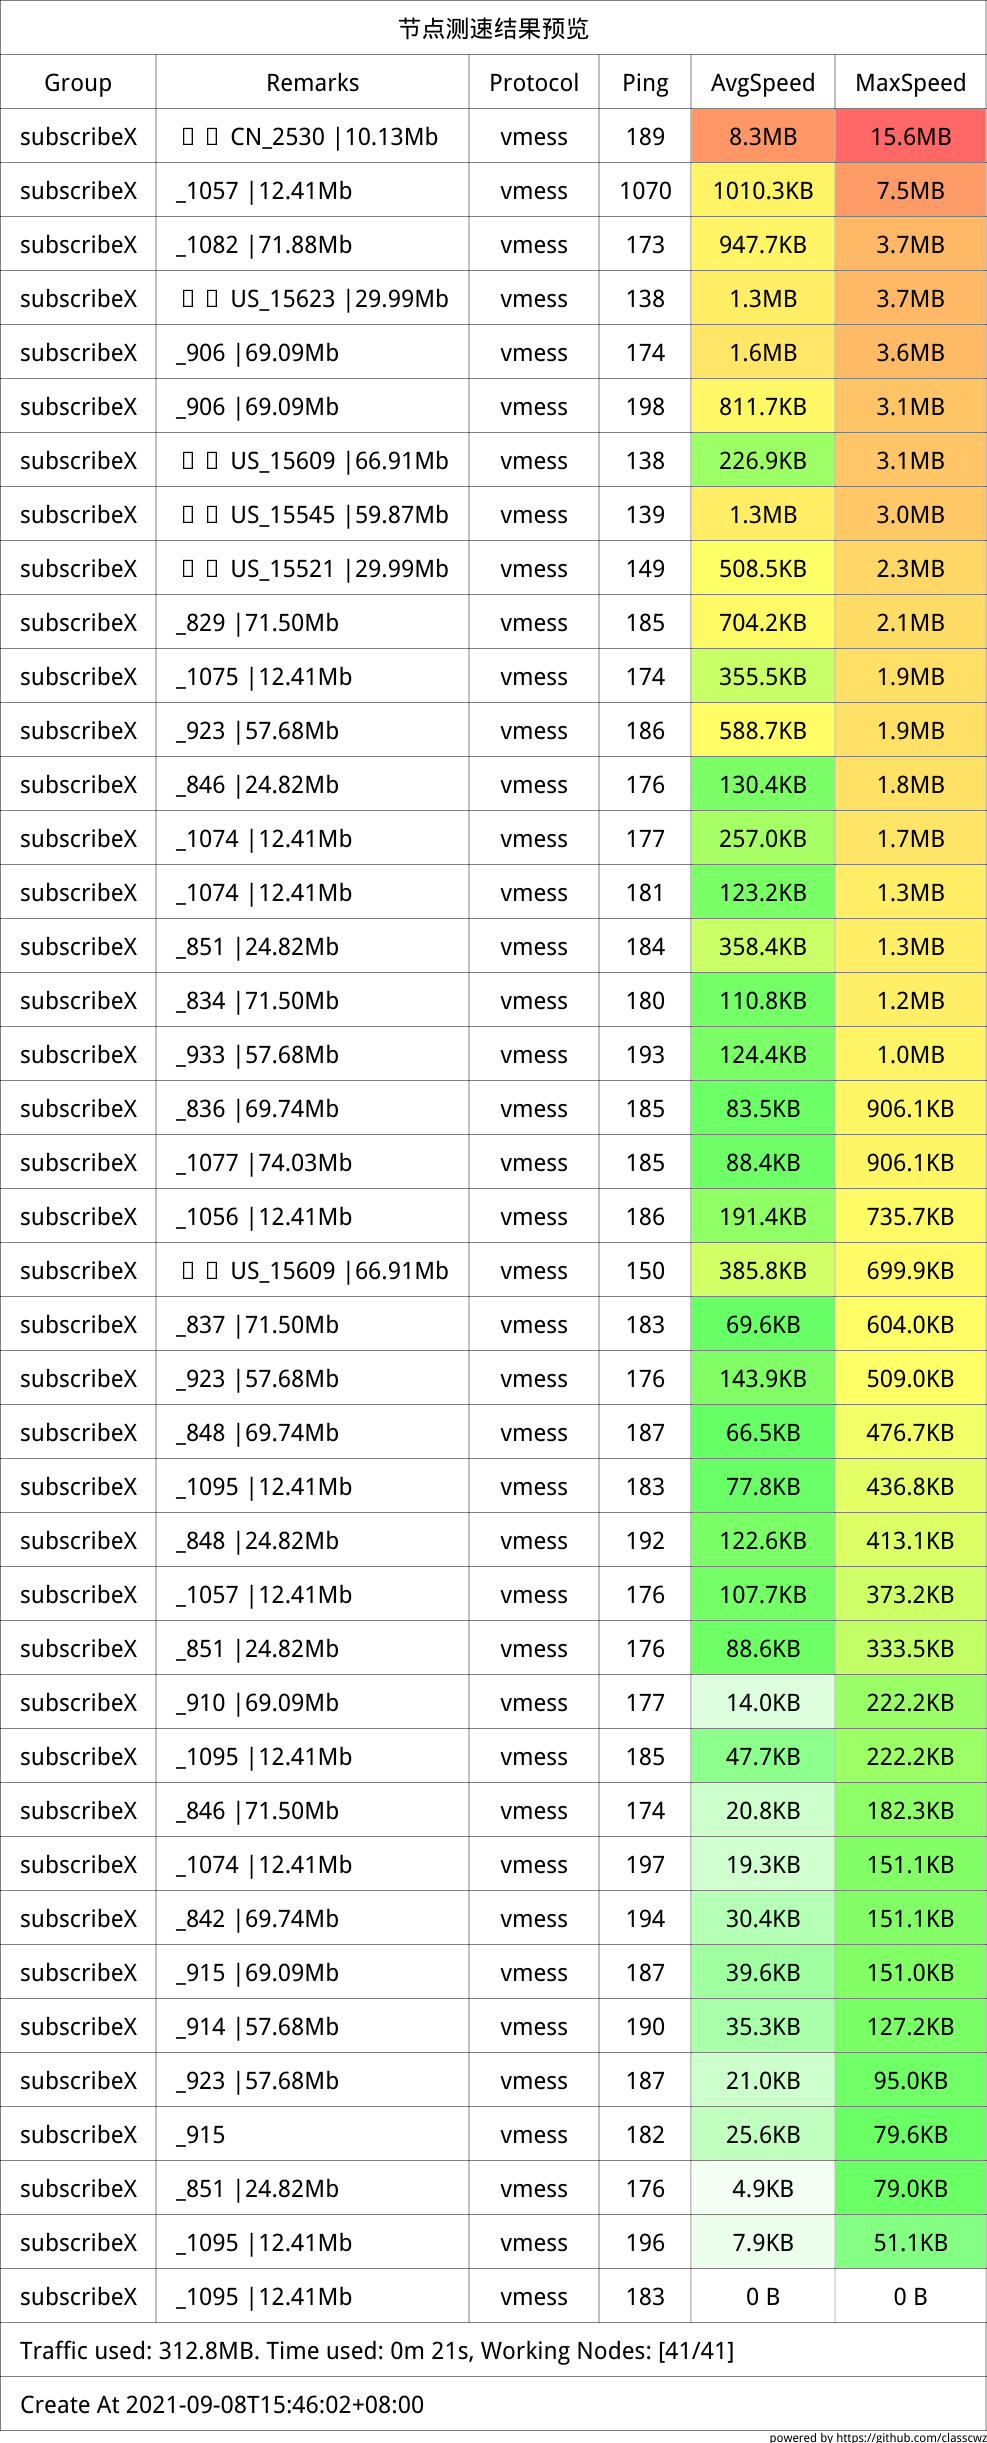 节点测速结果预览
Group Remarks Protocol Ping AvgSpeed MaxSpeed
subscribeX CN_2530 |10.13Mb vmess 189 8.3MB 15.6MB
subscribeX _1057 |12.41Mb vmess 1070 1010.3KB 7.5MB
subscribeX _1082 |71.88Mb vmess 173 947.7KB 3.7MB
subscribeX US_15623 |29.99Mb vmess 138 1.3MB 3.7MB
subscribeX _906 |69.09Mb vmess 174 1.6MB 3.6MB
subscribeX _906 |69.09Mb vmess 198 811.7KB 3.1MB
subscribeX US_15609 |66.91Mb vmess 138 226.9KB 3.1MB
subscribeX US_15545 |59.87Mb vmess 139 1.3MB 3.0MB
subscribeX US_15521 |29.99Mb vmess 149 508.5KB 2.3MB
subscribeX _829 |71.50Mb vmess 185 704.2KB 2.1MB
subscribeX _1075 |12.41Mb vmess 174 355.5KB 1.9MB
subscribeX _923 |57.68Mb vmess 186 588.7KB 1.9MB
subscribeX _846 |24.82Mb vmess 176 130.4KB 1.8MB
subscribeX _1074 |12.41Mb vmess 177 257.0KB 1.7MB
subscribeX _1074 |12.41Mb vmess 181 123.2KB 1.3MB
subscribeX _851 |24.82Mb vmess 184 358.4KB 1.3MB
subscribeX _834 |71.50Mb vmess 180 110.8KB 1.2MB
subscribeX _933 |57.68Mb vmess 193 124.4KB 1.0MB
subscribeX _836 |69.74Mb vmess 185 83.5KB 906.1KB
subscribeX _1077 |74.03Mb vmess 185 88.4KB 906.1KB
subscribeX _1056 |12.41Mb vmess 186 191.4KB 735.7KB
subscribeX US_15609 |66.91Mb vmess 150 385.8KB 699.9KB
subscribeX _837 |71.50Mb vmess 183 69.6KB 604.0KB
subscribeX _923 |57.68Mb vmess 176 143.9KB 509.0KB
subscribeX _848 |69.74Mb vmess 187 66.5KB 476.7KB
subscribeX _1095 |12.41Mb vmess 183 77.8KB 436.8KB
subscribeX _848 |24.82Mb vmess 192 122.6KB 413.1KB
subscribeX _1057 |12.41Mb vmess 176 107.7KB 373.2KB
subscribeX _851 |24.82Mb vmess 176 88.6KB 333.5KB
subscribeX _910 |69.09Mb vmess 177 14.0KB 222.2KB
subscribeX _1095 |12.41Mb vmess 185 47.7KB 222.2KB
subscribeX _846 |71.50Mb vmess 174 20.8KB 182.3KB
subscribeX _1074 |12.41Mb vmess 197 19.3KB 151.1KB
subscribeX _842 |69.74Mb vmess 194 30.4KB 151.1KB
subscribeX _915 |69.09Mb vmess 187 39.6KB 151.0KB
subscribeX _914 |57.68Mb vmess 190 35.3KB 127.2KB
subscribeX _923 |57.68Mb vmess 187 21.0KB 95.0KB
subscribeX _915 vmess 182 25.6KB 79.6KB
subscribeX _851 |24.82Mb vmess 176 4.9KB 79.0KB
subscribeX _1095 |12.41Mb vmess 196 7.9KB 51.1KB
subscribeX _1095 |12.41Mb vmess 183 0 B 0 B
Traffic used: 312.8MB. Time used: 0m 21s, Working Nodes: [41/41]
Create At 2021-09-08T15:46:02+08:00
powered by https://github.com/classcwz